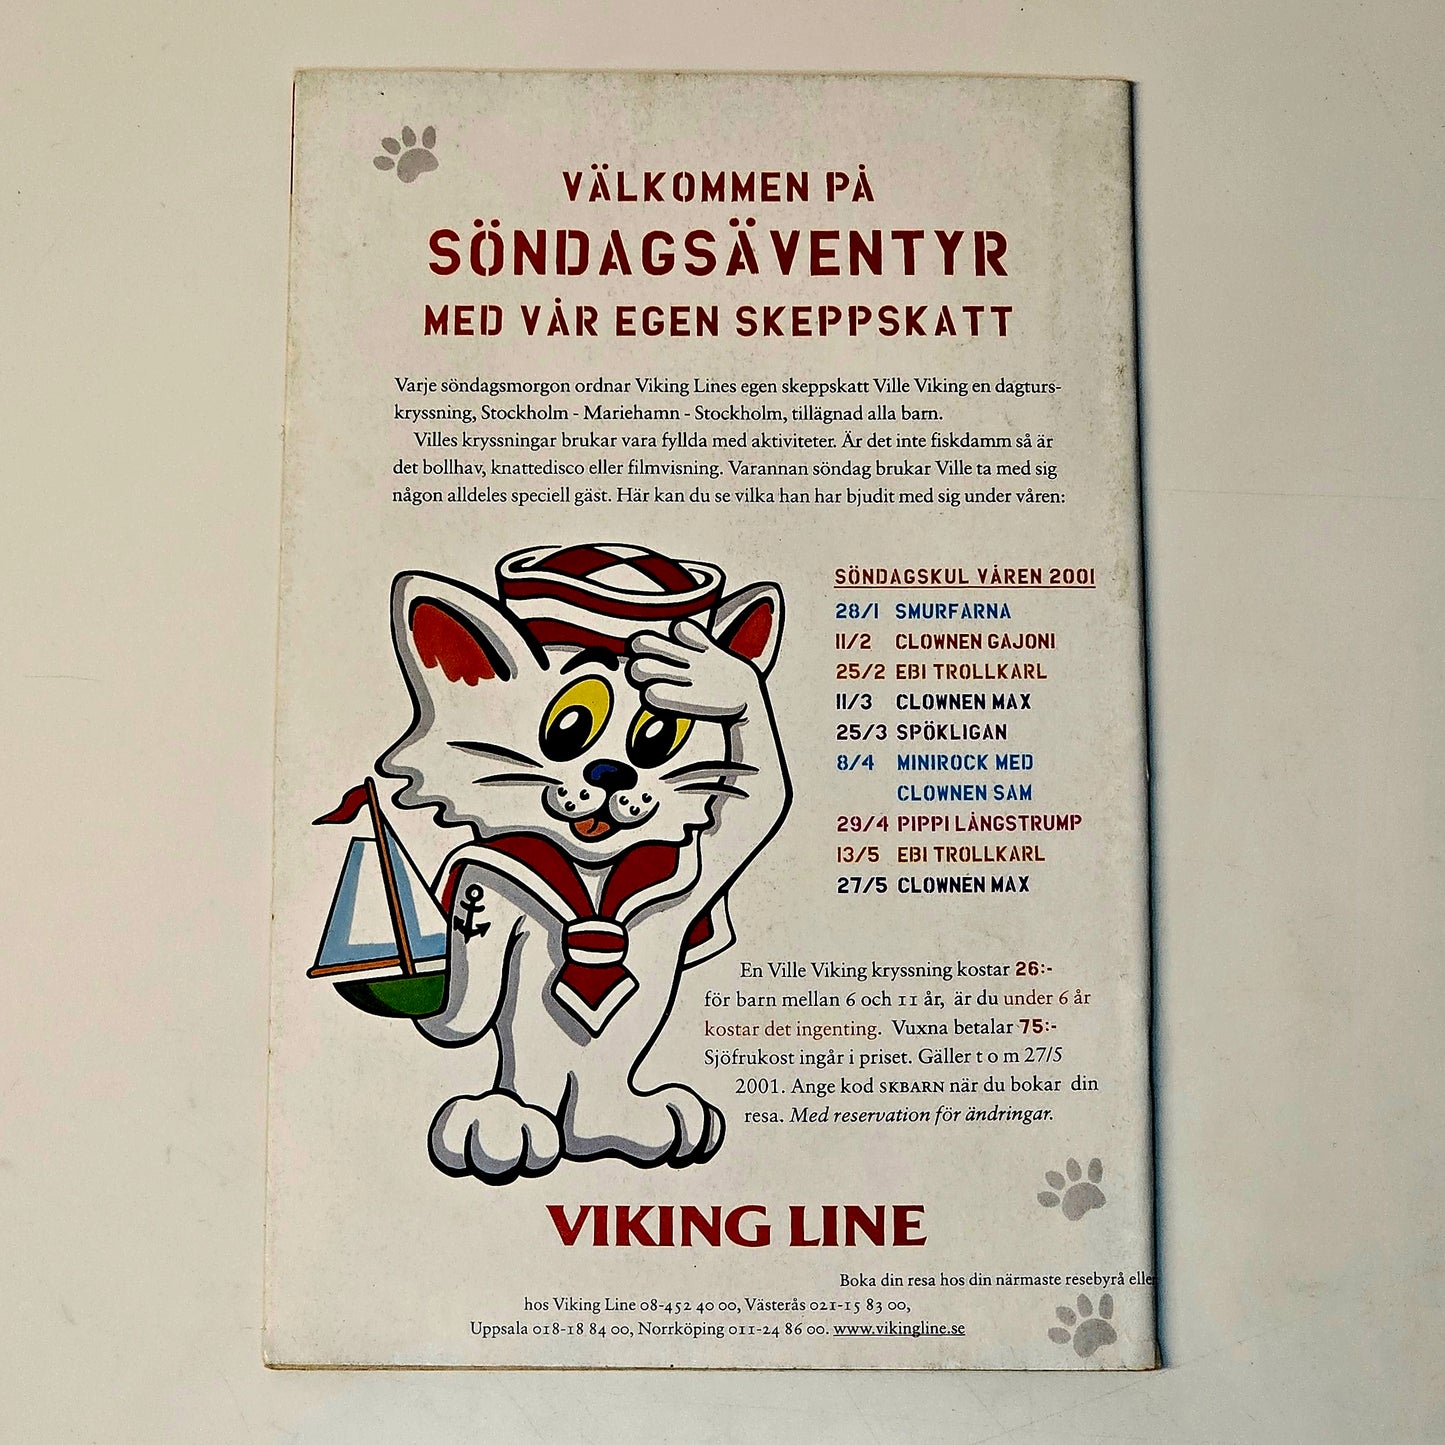 VÄLKOMMEN PÅ
SÖNDAGSÄVENTYR
MED VÅR EGEN SKEPPSKATT
Varje söndagsmorgon ordnar Viking Lines egen skeppskatt Ville Viking en dagturs-
kryssning, Stockholm - Mariehamn - Stockholm, tillägnad alla barn.
Villes kryssningar brukar vara fyllda med aktiviteter. Är det inte fiskdamm så är
det bollhav, knattedisco eller filmvisning. Varannan söndag brukar Ville ta med sig
någon alldeles speciell gäst. Här kan du se vilka han har bjudit med sig under våren:
SÖNDAGSKUL VÅREN 2001
28/1 SMURFARNA
11/2 CLOWNEN GAJONI
25/2 EBI TROLLKARL
11/3 CLOWNEN MAX
25/3 SPÖKLIGAN
8/4 MINIROCK MED
CLOWNEN SAM
29/4 PIPPI LÅNGSTRUMP
13/5 EBI TROLLKARL
27/5 CLOWNEN MAX
En Ville Viking kryssning kostar 26:-
för barn mellan 6 och 11 år, är du under 6 år
kostar det ingenting. Vuxna betalar 75:-
Sjöfrukost ingår i priset. Gäller t o m 27/5
2001. Ange kod SKBARN när du bokar din
resa. Med reservation för ändringar.
VIKING LINE
Boka din resa hos din närmaste resebyrå elle
hos Viking Line 08-452 40 00, Västerås 021-15 83 00,
Uppsala 018-18 84 00, Norrköping 011-24 86 00. www.vikingline.se